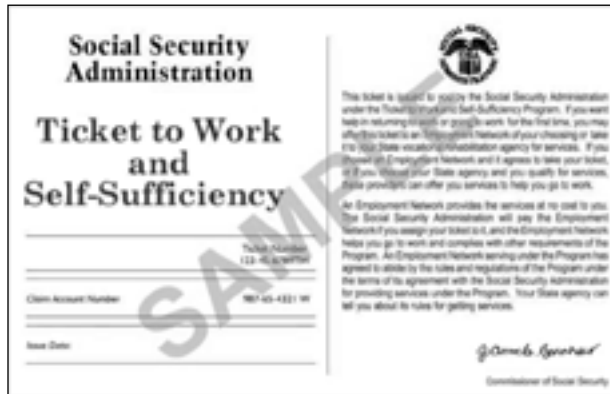 Social Security
Administration
Ticket to Work
and
Self-Sufficiency
Ticket Number
Claim Account Number 987-65-4321 W
Issue Date:
SAMPLE
SOCIAL SECURITY
This ticket is issued to you by the Social Security Administration
under the Ticket to Work and Self-Sufficiency Program. If you want
help in returning to work or going to work for the first time, you may
offer this ticket to an Employment Network of your choosing or take
it to your State vocational rehabilitation agency for services. If you
choose an Employment Network and it agrees to take your ticket,
or if you choose your State agency and you qualify for services,
these providers can offer you services to help you go to work.
An Employment Network provides the services at no cost to you.
The Social Security Administration will pay the Employment
Network if you assign your ticket to it, and the Employment Network
helps you go to work and complies with other requirements of the
Program. An Employment Network serving under the Program has
agreed to abide by the rules and regulations of the Program under
the terms of its agreement with the Social Security Administration
for providing services under the Program. Your State agency can
tell you about its rules for getting services.
Commissioner of Social Security